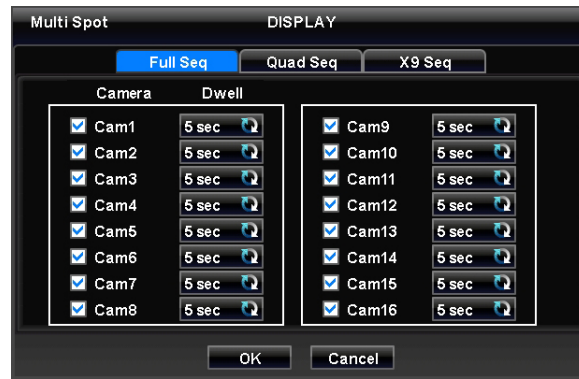 Multi Spot DISPLAY
Full Seq Quad Seq X9 Seq
Camera Dwell
Cam1 5 sec Cam9 5 sec
Cam2 5 sec Cam10 5 sec
Cam3 5 sec Cam11 5 sec
Cam4 5 sec Cam12 5 sec
Cam5 5 sec Cam13 5 sec
Cam6 5 sec Cam14 5 sec
Cam7 5 sec Cam15 5 sec
Cam8 5 sec Cam16 5 sec
OK Cancel